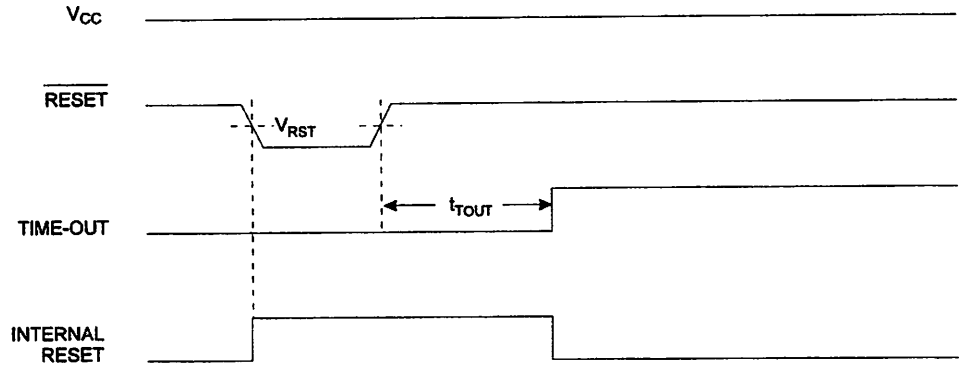 VCC
RESET
VRST
tTOUT
TIME-OUT
INTERNAL
RESET